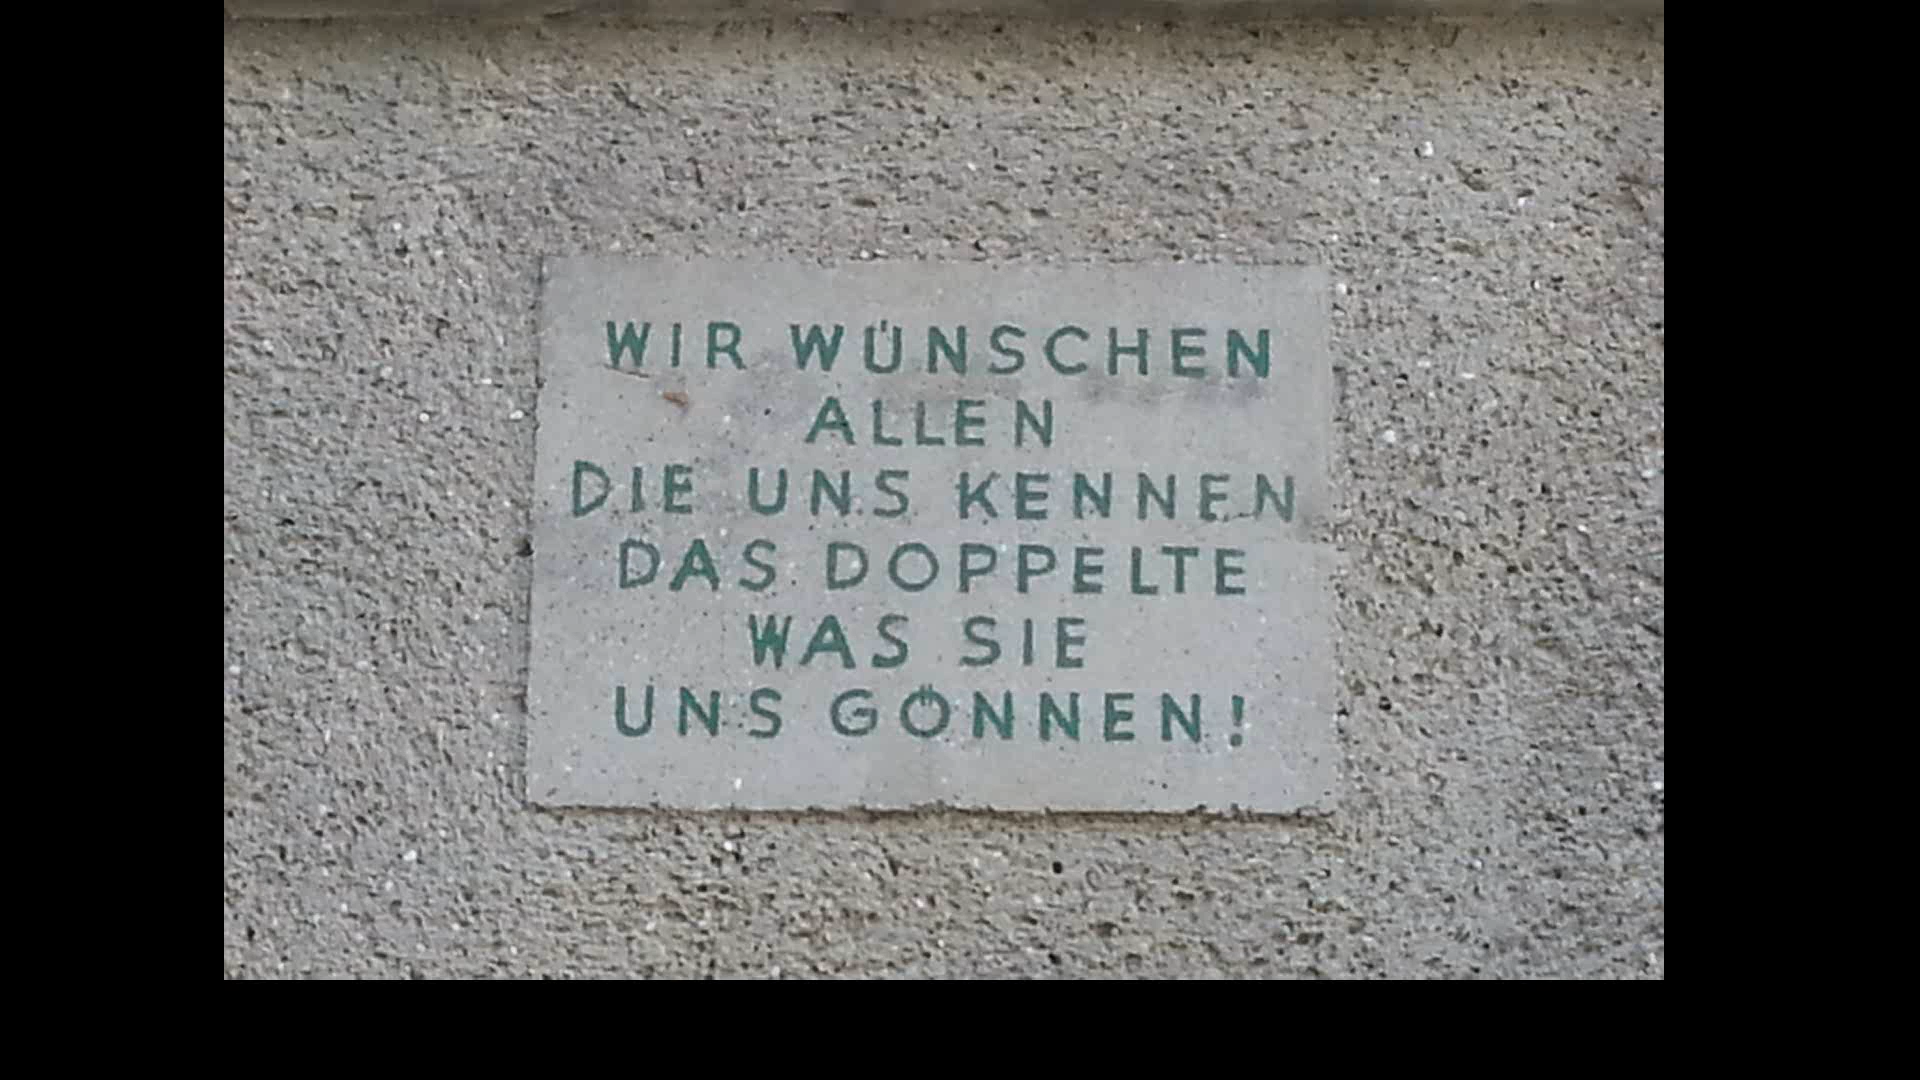 WIR WÜNSCHEN
ALLEN
DIE UNS KENNEN
DAS DOPPELTE
WAS SIE
UNS GÖNNEN!